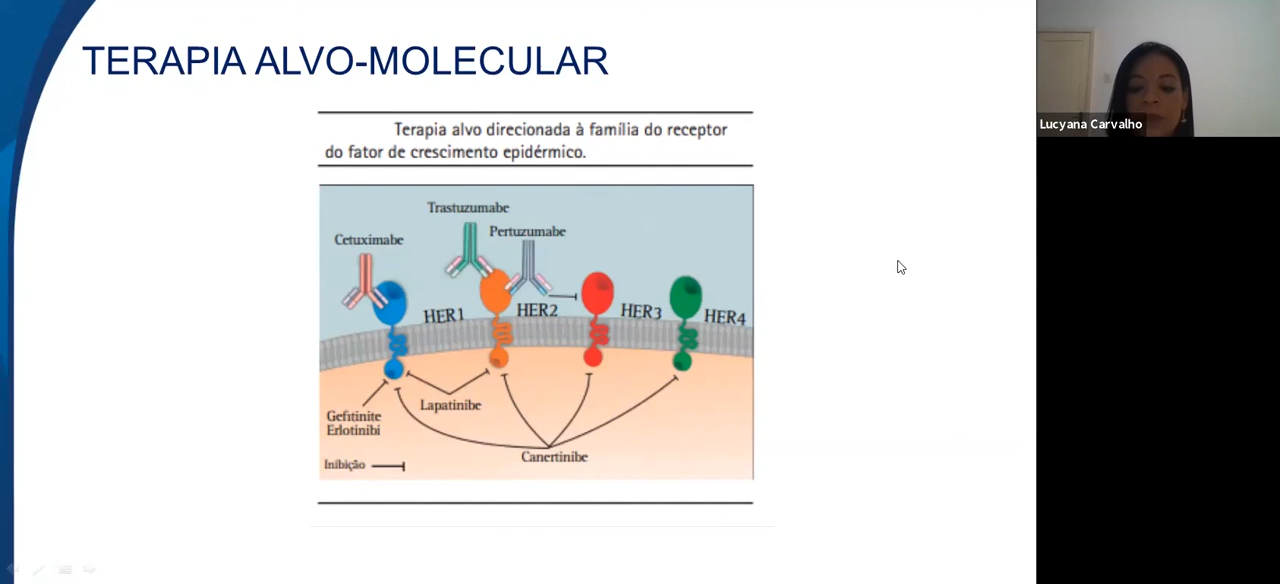 TERAPIA ALVO-MOLECULAR
Terapia alvo direcionada à família do receptor
do fator de crescimento epidérmico.
Trastuzumabe
Pertuzumabe
Cetuximabe
HER1
HER2
HER3
HER4
Lapatinibe
Gefitinite
Erlotinibi
Canertinibe
Inibição
Lucyana Carvalho